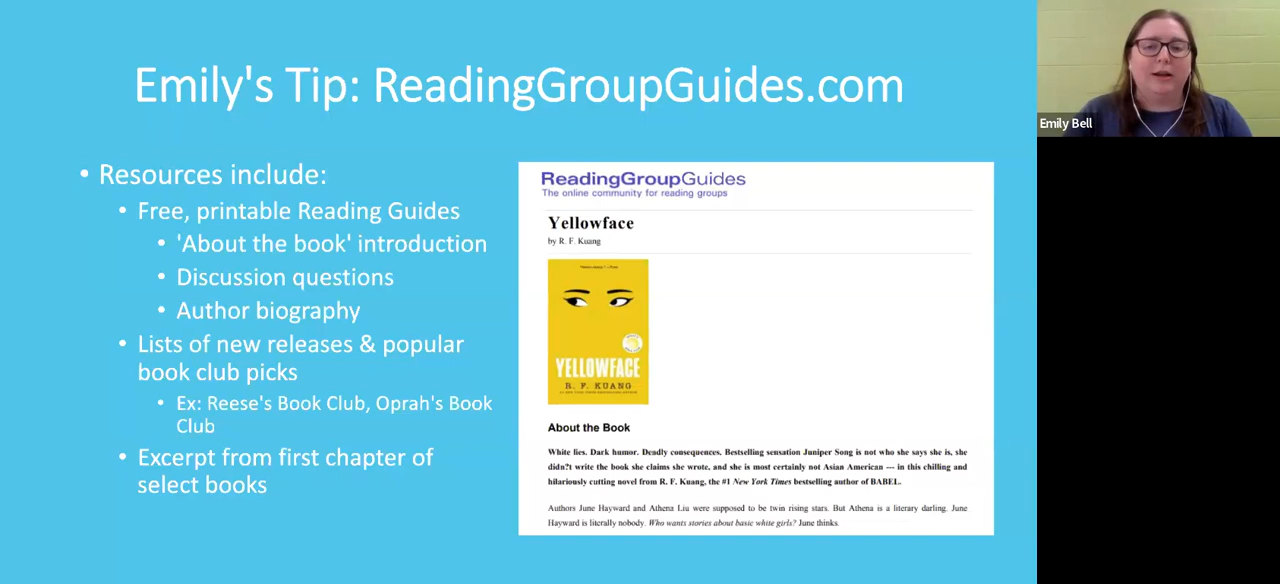 Emily's Tip: ReadingGroupGuides.com
• Resources include:
• Free, printable Reading Guides
• 'About the book' introduction
• Discussion questions
• Author biography
• Lists of new releases & popular
book club picks
• Ex: Reese's Book Club, Oprah's Book
Club
• Excerpt from first chapter of
select books
ReadingGroupGuides
The online community for reading groups
Yellowface
by R. F. Kuang
YELLOWFACE
R. F. KUANG
About the Book
White lies. Dark humor. Deadly consequences. Bestselling sensation Juniper Song is not who she says she is, she
didn?t write the book she claims she wrote, and she is most certainly not Asian American --- in this chilling and
hilariously cutting novel from R. F. Kuang, the #1 New York Times bestselling author of BABEL.
Authors June Hayward and Athena Liu were supposed to be twin rising stars. But Athena is a literary darling. June
Hayward is literally nobody. Who wants stories about basic white girls? June thinks.
Emily Bell